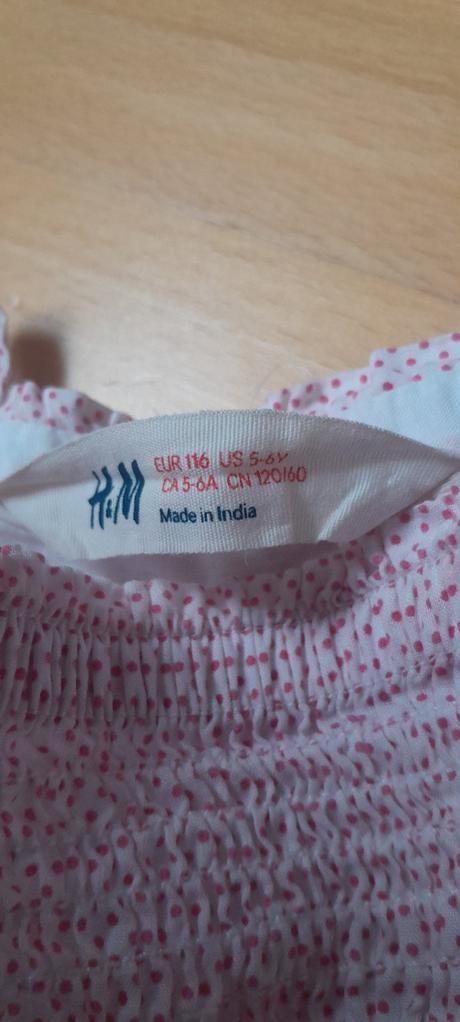 H&M
EUR 116 US 5-6Y
CA 5-6A CN 120/60
Made in India